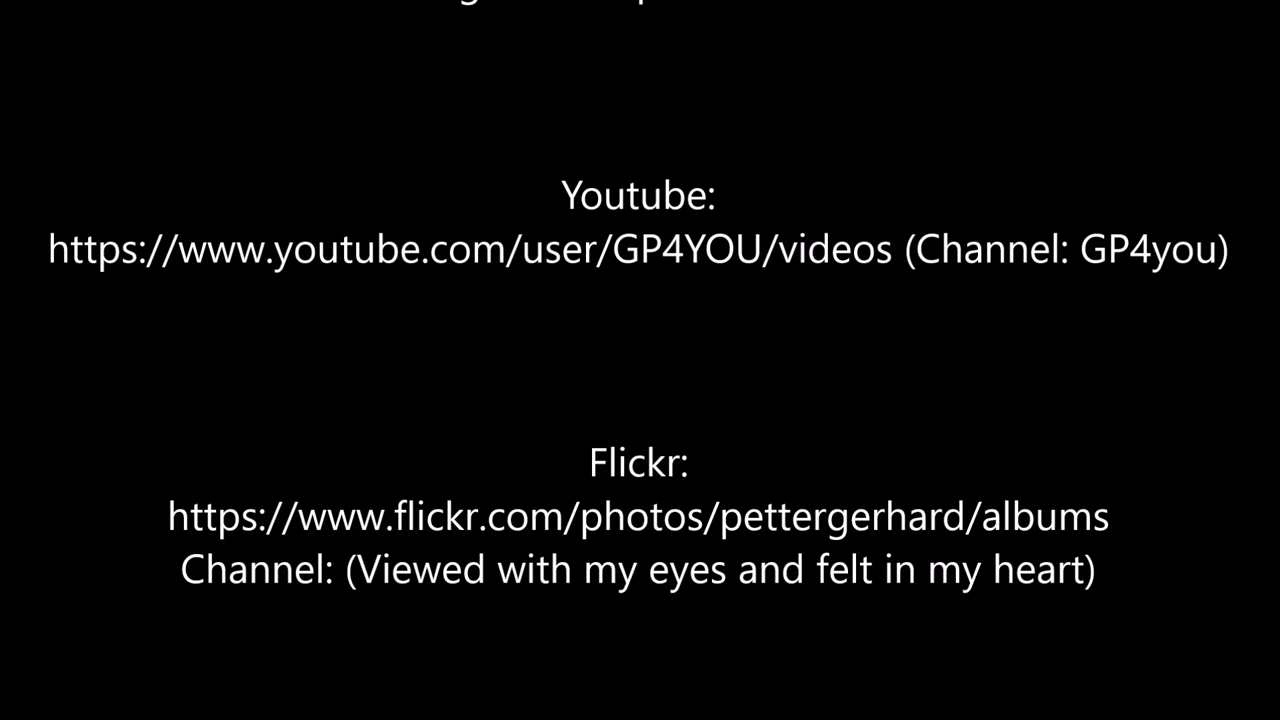 Youtube:
https://www.youtube.com/user/GP4YOU/videos (Channel: GP4you)
Flickr:
https://www.flickr.com/photos/pettergerhard/albums
Channel: (Viewed with my eyes and felt in my heart)